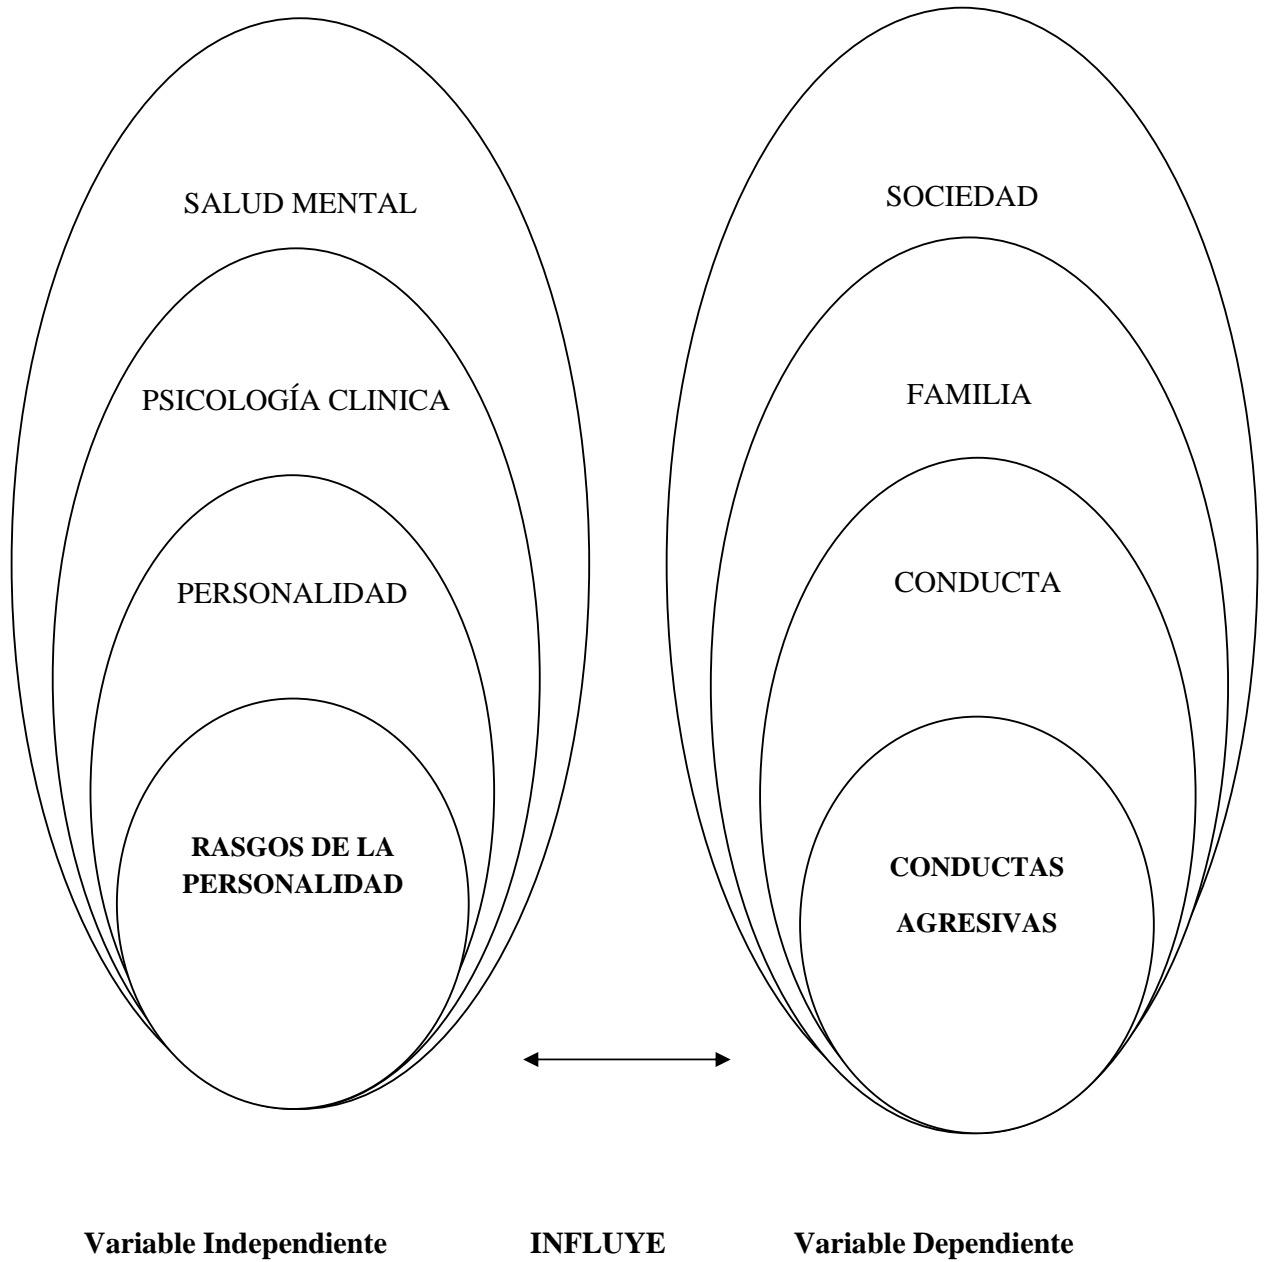 SALUD MENTAL
PSICOLOGÍA CLINICA
PERSONALIDAD
RASGOS DE LA
PERSONALIDAD
SOCIEDAD
FAMILIA
CONDUCTA
CONDUCTAS
AGRESIVAS
Variable Independiente
INFLUYE
Variable Dependiente